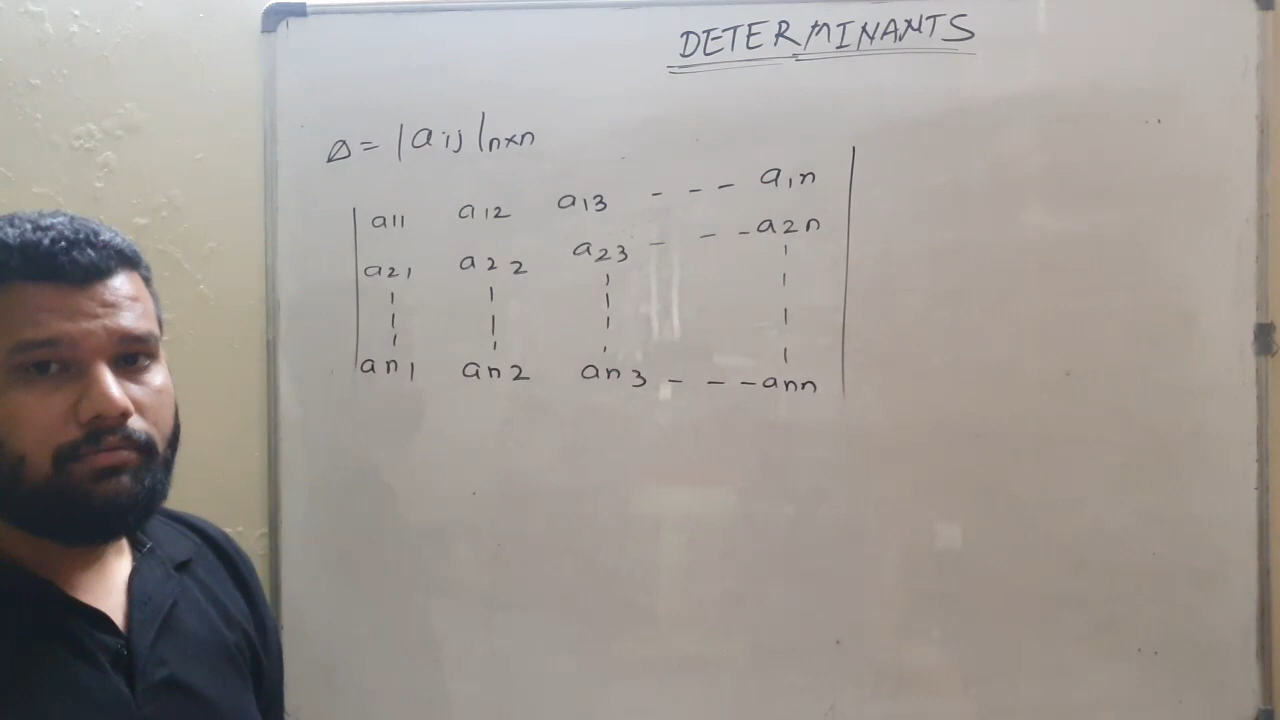 DETERMINANTS
Δ = |aij|n×n
| a11 a12 a13 - - - a1n |
| a21 a22 a23 - - - a2n |
| an1 an2 an3 - - - ann |